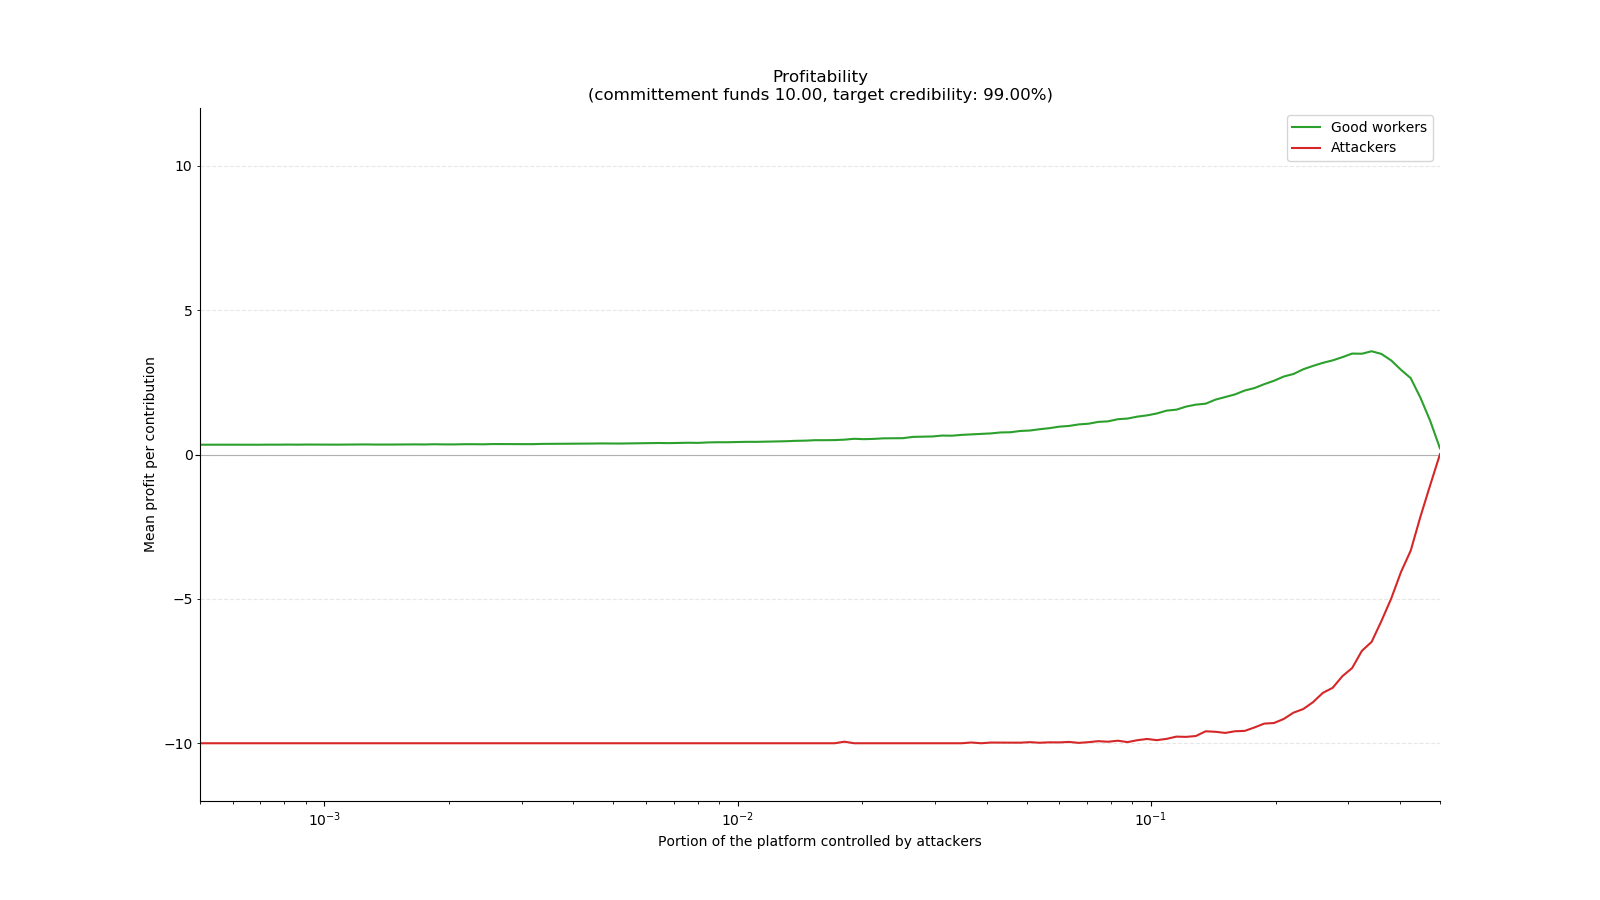 Profitability
(committement funds 10.00, target credibility: 99.00%)
Good workers
Attackers
10
5
0
−5
−10
Mean profit per contribution
10⁻³
10⁻²
10⁻¹
Portion of the platform controlled by attackers